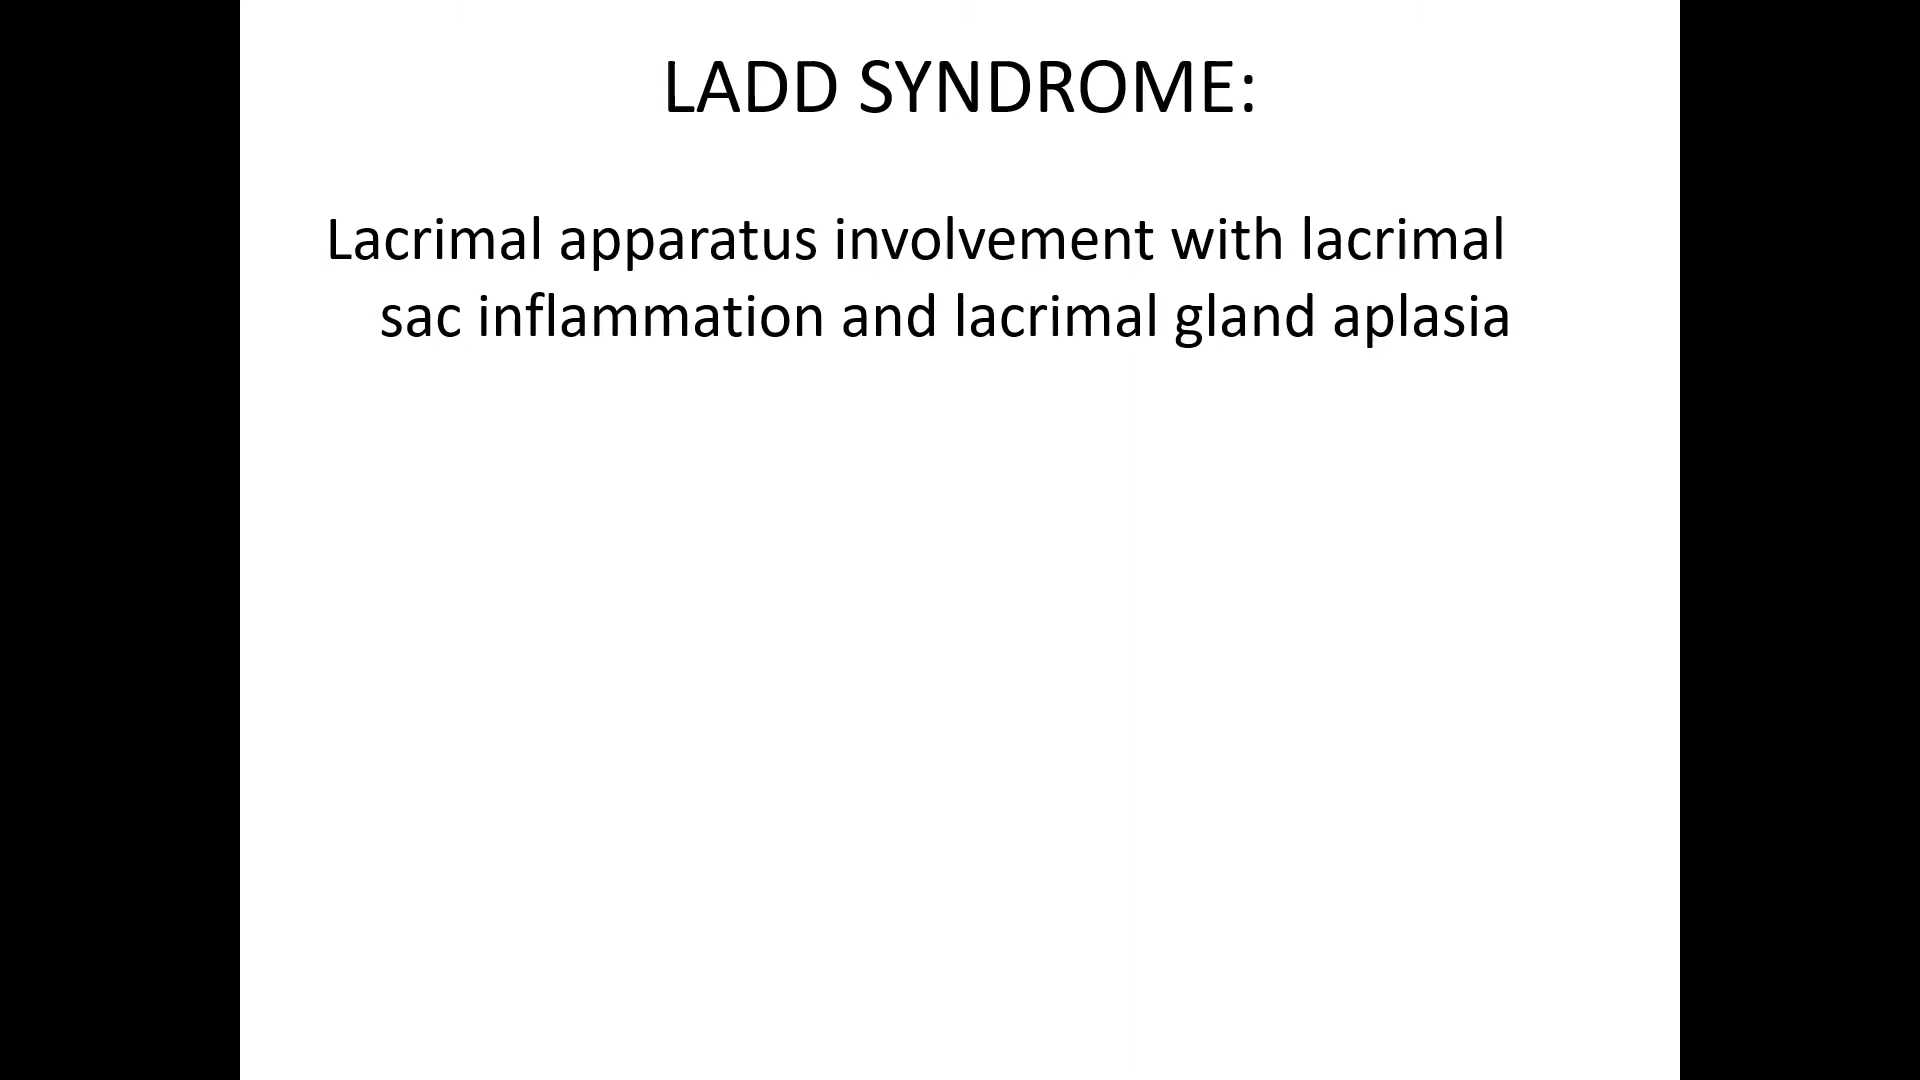 LADD SYNDROME:
Lacrimal apparatus involvement with lacrimal
sac inflammation and lacrimal gland aplasia